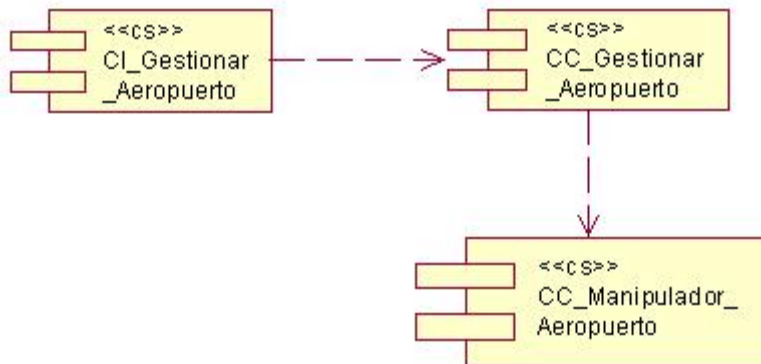 <<cs>>
CI_Gestionar
_Aeropuerto
<<cs>>
CC_Gestionar
_Aeropuerto
<<cs>>
CC_Manipulador_
Aeropuerto